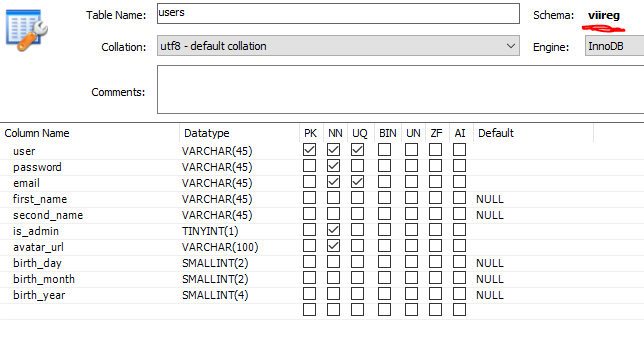 Table Name: users Schema: viireg
Collation: utf8 - default collation Engine: InnoDB
Comments:
Column Name Datatype PK NN UQ BIN UN ZF AI Default
user VARCHAR(45)
password VARCHAR(45)
email VARCHAR(45)
first_name VARCHAR(45) NULL
second_name VARCHAR(45) NULL
is_admin TINYINT(1)
avatar_url VARCHAR(100)
birth_day SMALLINT(2) NULL
birth_month SMALLINT(2) NULL
birth_year SMALLINT(4) NULL